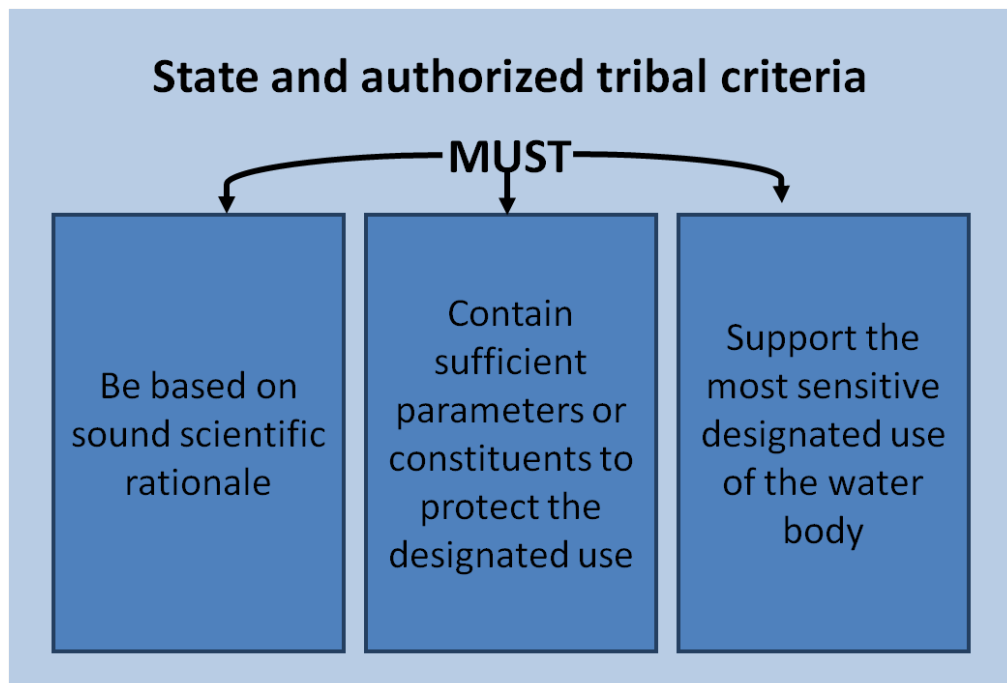 State and authorized tribal criteria
MUST
Be based on
sound scientific
rationale
Contain
sufficient
parameters or
constituents to
protect the
designated use
Support the
most sensitive
designated use
of the water
body